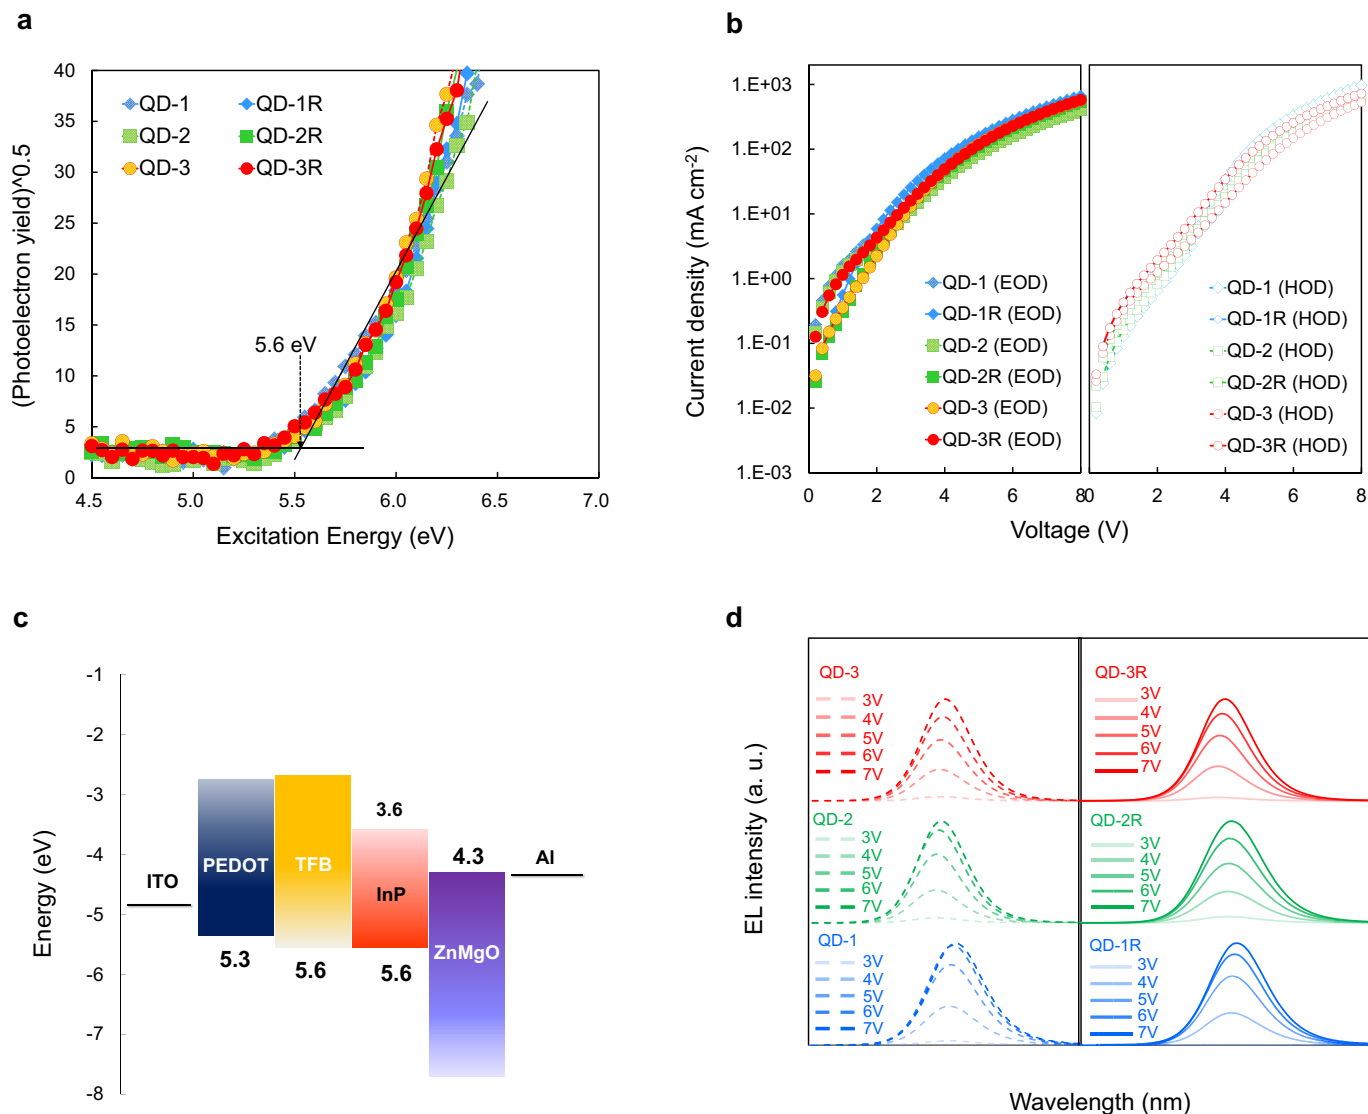 a
(Photoelectron yield)^0.5
40
35
30
25
20
15
10
5
0
QD-1
QD-1R
QD-2
QD-2R
QD-3
QD-3R
5.6 eV
4.5
5.0
5.5
6.0
6.5
7.0
Excitation Energy (eV)
b
Current density (mA cm⁻²)
1.E+03
1.E+02
1.E+01
1.E+00
1.E-01
1.E-02
1.E-03
QD-1 (EOD)
QD-1R (EOD)
QD-2 (EOD)
QD-2R (EOD)
QD-3 (EOD)
QD-3R (EOD)
QD-1 (HOD)
QD-1R (HOD)
QD-2 (HOD)
QD-2R (HOD)
QD-3 (HOD)
QD-3R (HOD)
0 2 4 6 8
0 2 4 6 8
Voltage (V)
c
Energy (eV)
-1
-2
-3
-4
-5
-6
-7
-8
ITO
PEDOT
5.3
TFB
5.6
3.6
InP
5.6
4.3
ZnMgO
Al
d
EL intensity (a. u.)
QD-3
3V
4V
5V
6V
7V
QD-3R
3V
4V
5V
6V
7V
QD-2
3V
4V
5V
6V
7V
QD-2R
3V
4V
5V
6V
7V
QD-1
3V
4V
5V
6V
7V
QD-1R
3V
4V
5V
6V
7V
Wavelength (nm)